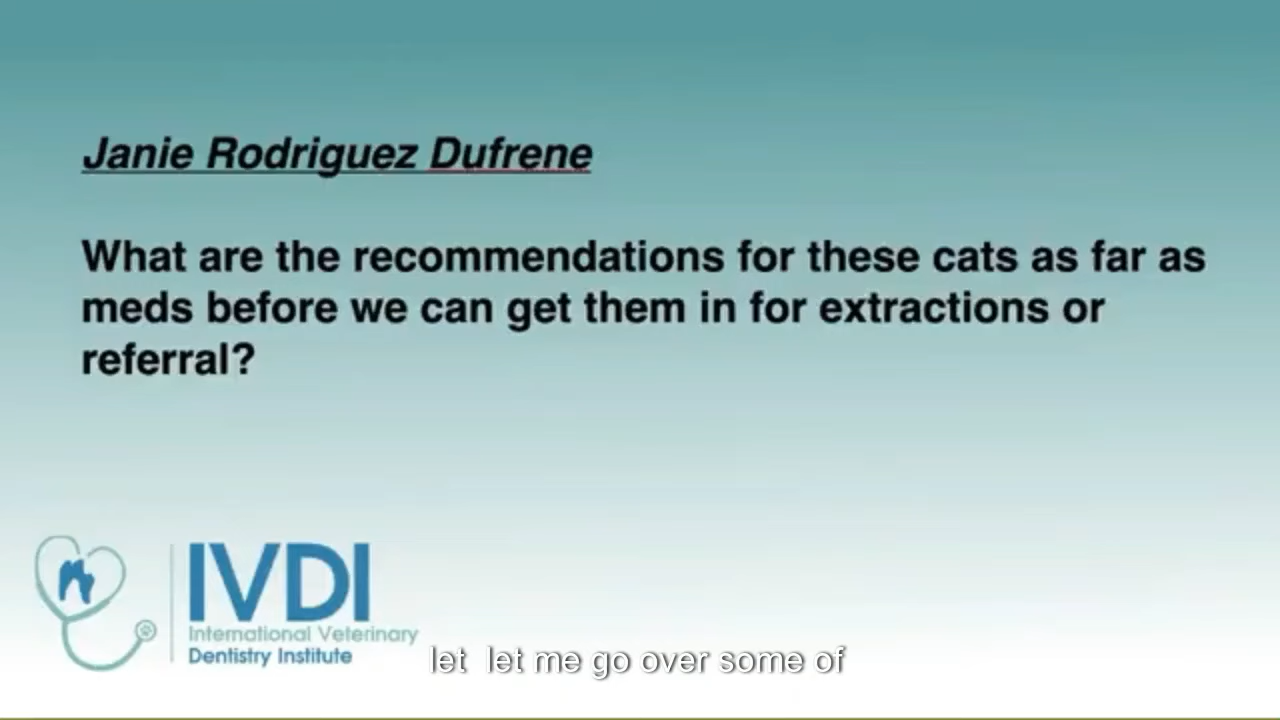 Janie Rodriguez Dufrene
What are the recommendations for these cats as far as
meds before we can get them in for extractions or
referral?
IVDI
International Veterinary
Dentistry Institute
let let me go over some of